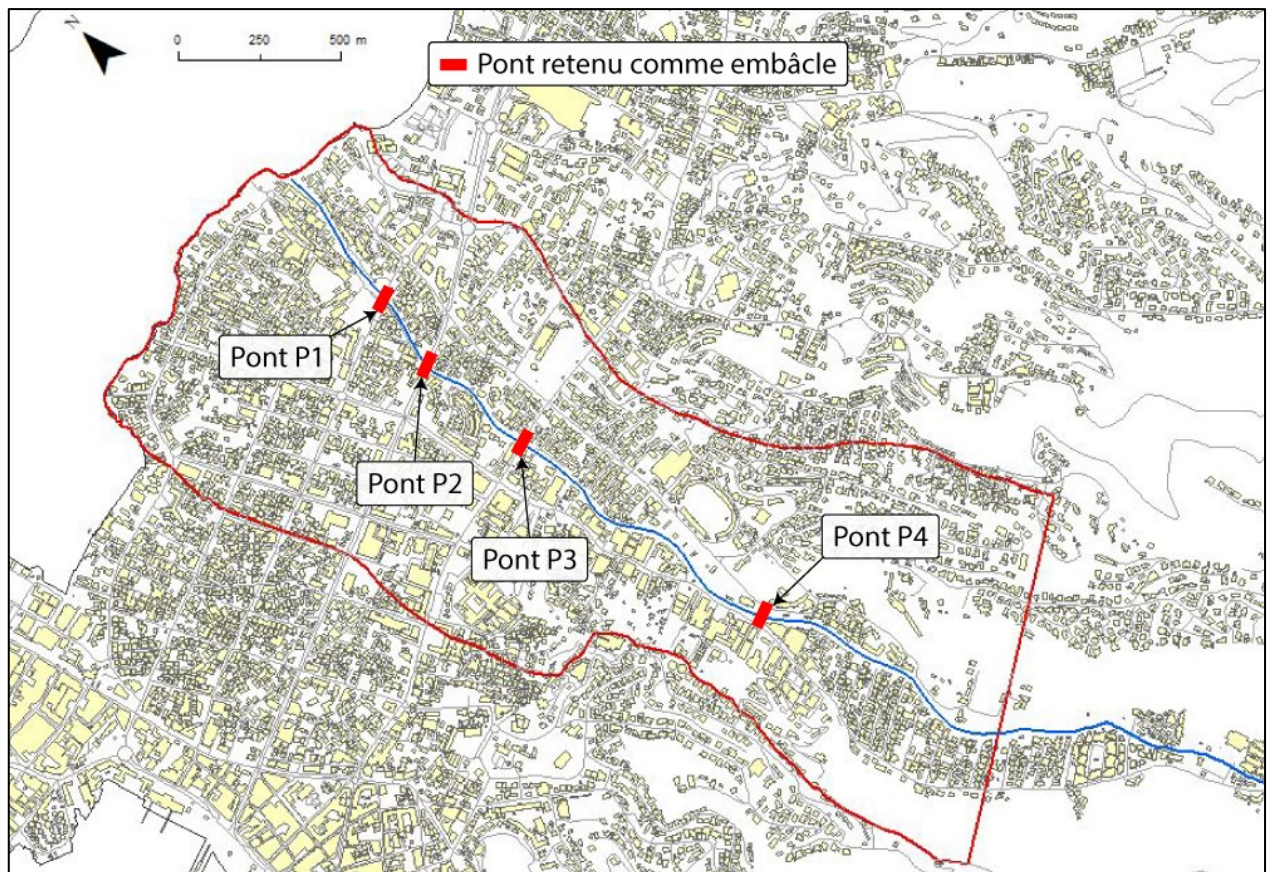 N
0 250 500 m
Pont retenu comme embâcle
Pont P1
Pont P2
Pont P3
Pont P4